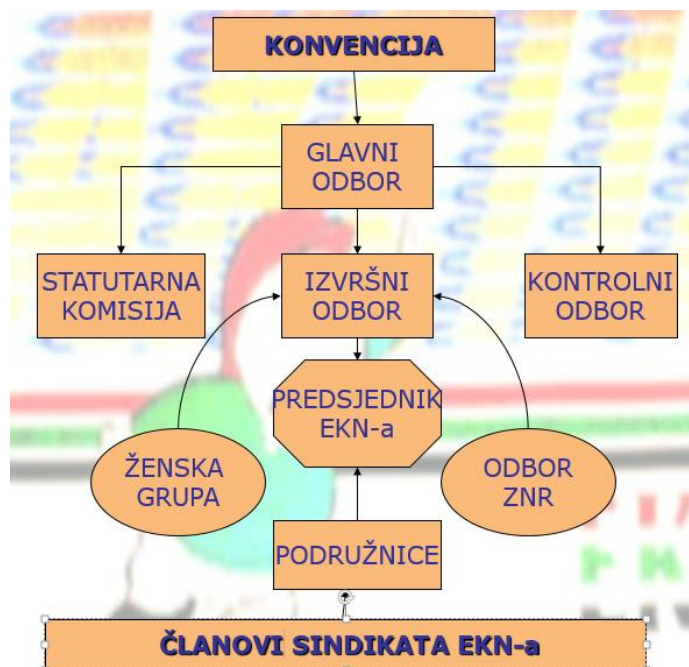 KONVENCIJA
GLAVNI
ODBOR
STATUTARNA
KOMISIJA
IZVRŠNI
ODBOR
KONTROLNI
ODBOR
PREDSJEDNIK
EKN-a
ŽENSKA
GRUPA
ODBOR
ZNR
PODRUŽNICE
ČLANOVI SINDIKATA EKN-a